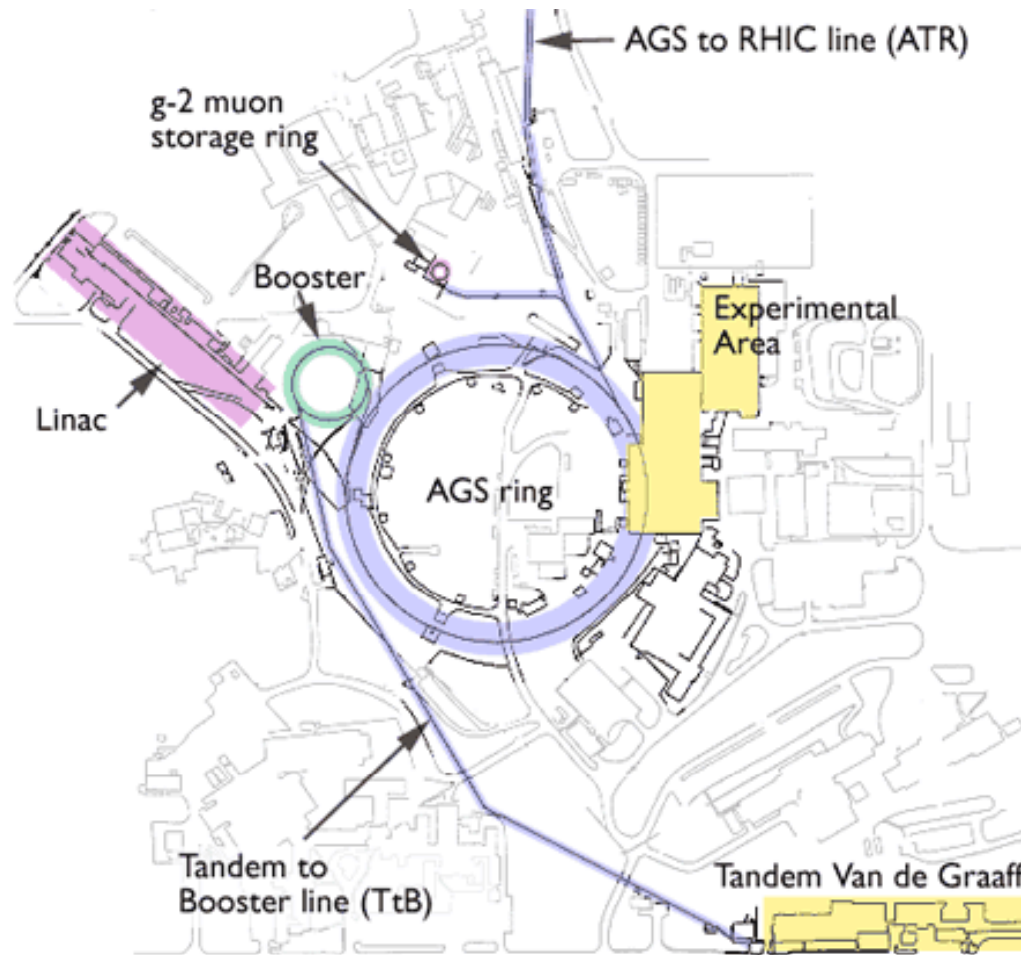 AGS to RHIC line (ATR)
g-2 muon
storage ring
Booster
Experimental
Area
Linac
AGS ring
Tandem to
Booster line (TtB)
Tandem Van de Graaff